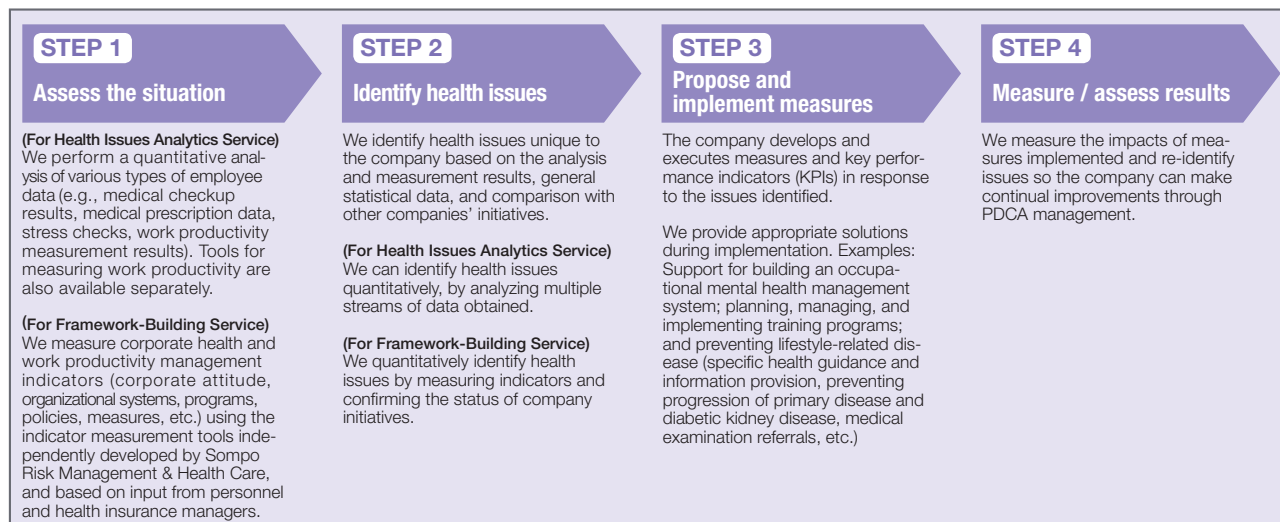 STEP 1
Assess the situation
(For Health Issues Analytics Service)
We perform a quantitative anal-
ysis of various types of employee
data (e.g., medical checkup
results, medical prescription data,
stress checks, work productivity
measurement results). Tools for
measuring work productivity are
also available separately.
(For Framework-Building Service)
We measure corporate health and
work productivity management
indicators (corporate attitude,
organizational systems, programs,
policies, measures, etc.) using the
indicator measurement tools inde-
pendently developed by Sompo
Risk Management & Health Care,
and based on input from personnel
and health insurance managers.
STEP 2
Identify health issues
We identify health issues unique to
the company based on the analysis
and measurement results, general
statistical data, and comparison with
other companies’ initiatives.
(For Health Issues Analytics Service)
We can identify health issues
quantitatively, by analyzing multiple
streams of data obtained.
(For Framework-Building Service)
We quantitatively identify health
issues by measuring indicators and
confirming the status of company
initiatives.
STEP 3
Propose and
implement measures
The company develops and
executes measures and key perfor-
mance indicators (KPIs) in response
to the issues identified.
We provide appropriate solutions
during implementation. Examples:
Support for building an occupa-
tional mental health management
system; planning, managing, and
implementing training programs;
and preventing lifestyle-related dis-
ease (specific health guidance and
information provision, preventing
progression of primary disease and
diabetic kidney disease, medical
examination referrals, etc.)
STEP 4
Measure / assess results
We measure the impacts of mea-
sures implemented and re-identify
issues so the company can make
continual improvements through
PDCA management.